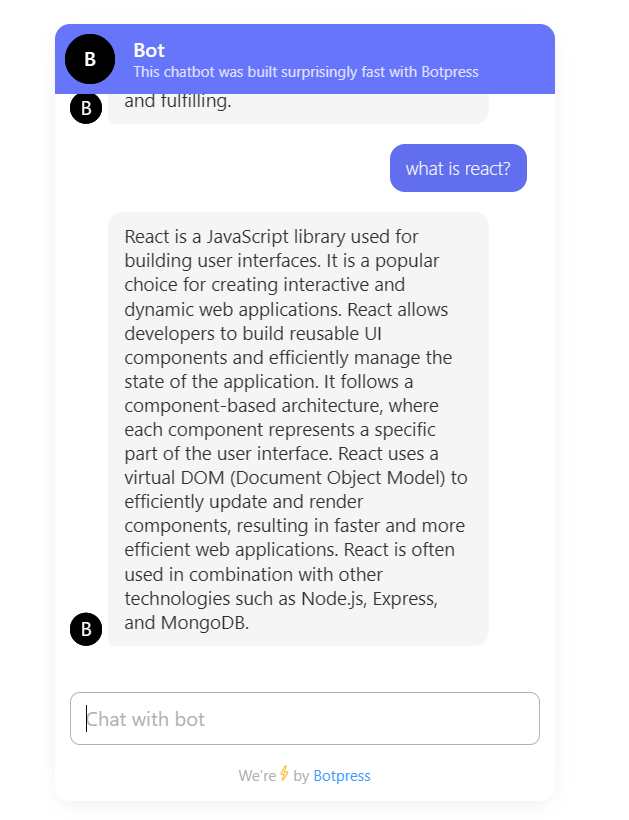 B
Bot
This chatbot was built surprisingly fast with Botpress
B
and fulfilling.
what is react?
React is a JavaScript library used for
building user interfaces. It is a popular
choice for creating interactive and
dynamic web applications. React allows
developers to build reusable UI
components and efficiently manage the
state of the application. It follows a
component-based architecture, where
each component represents a specific
part of the user interface. React uses a
virtual DOM (Document Object Model) to
efficiently update and render
components, resulting in faster and more
efficient web applications. React is often
used in combination with other
technologies such as Node.js, Express,
and MongoDB.
B
Chat with bot
We're⚡ by Botpress